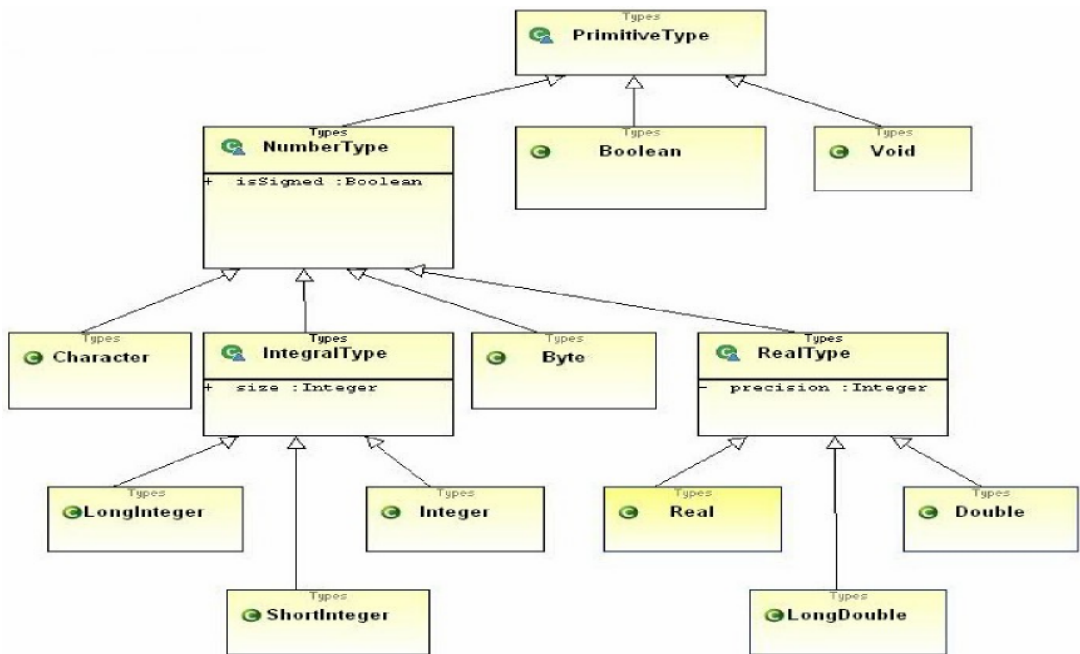 Types
PrimitiveType
Types
NumberType
+ isSigned :Boolean
Types
Boolean
Types
Void
Types
Character
Types
IntegralType
+ size :Integer
Types
Byte
Types
RealType
- precision :Integer
Types
LongInteger
Types
Integer
Types
Real
Types
Double
Types
ShortInteger
Types
LongDouble